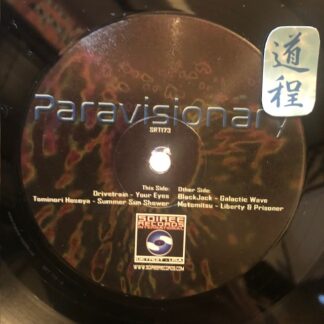 Paravisionary
道程
SRT173
This Side:
Drivetrain - Your Eyes
Tominori Hosoya - Summer Sun Shower
Other Side:
BlackJack - Galactic Wave
Motomitsu - Liberty & Prisoner
SOIREE
RECORDS
INTERNATIONAL
DETROIT - USA
WWW.SOIREERECORDS.COM